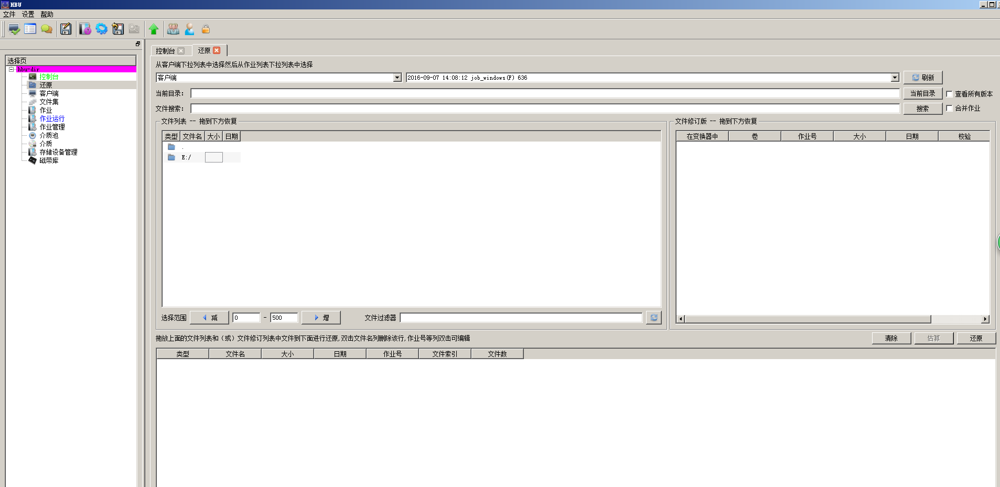 HBU
文件 设置 帮助
选择页
hbu-dir
控制台
还原
客户端
文件集
作业
作业运行
作业管理
介质池
介质
存储设备管理
磁带库
控制台 还原
从客户端下拉列表中选择然后从作业列表下拉列表中选择
客户端 2016-09-07 14:08:12 job_windows(F) 636 刷新
当前目录: 当前目录 查看所有版本
文件搜索: 搜索 合并作业
文件列表 -- 拖到下方恢复
类型 文件名 大小 日期
.
E:/
选择范围 减 0 - 500 增 文件过滤器
文件修订版 -- 拖到下方恢复
在变换器中 卷 作业号 大小 日期 校验
拖放上面的文件列表和（或）文件修订列表中文件到下面进行还原,双击文件名列删除该行,作业号等列双击可编辑
清除 估算 还原
类型 文件名 大小 日期 作业号 文件索引 文件数